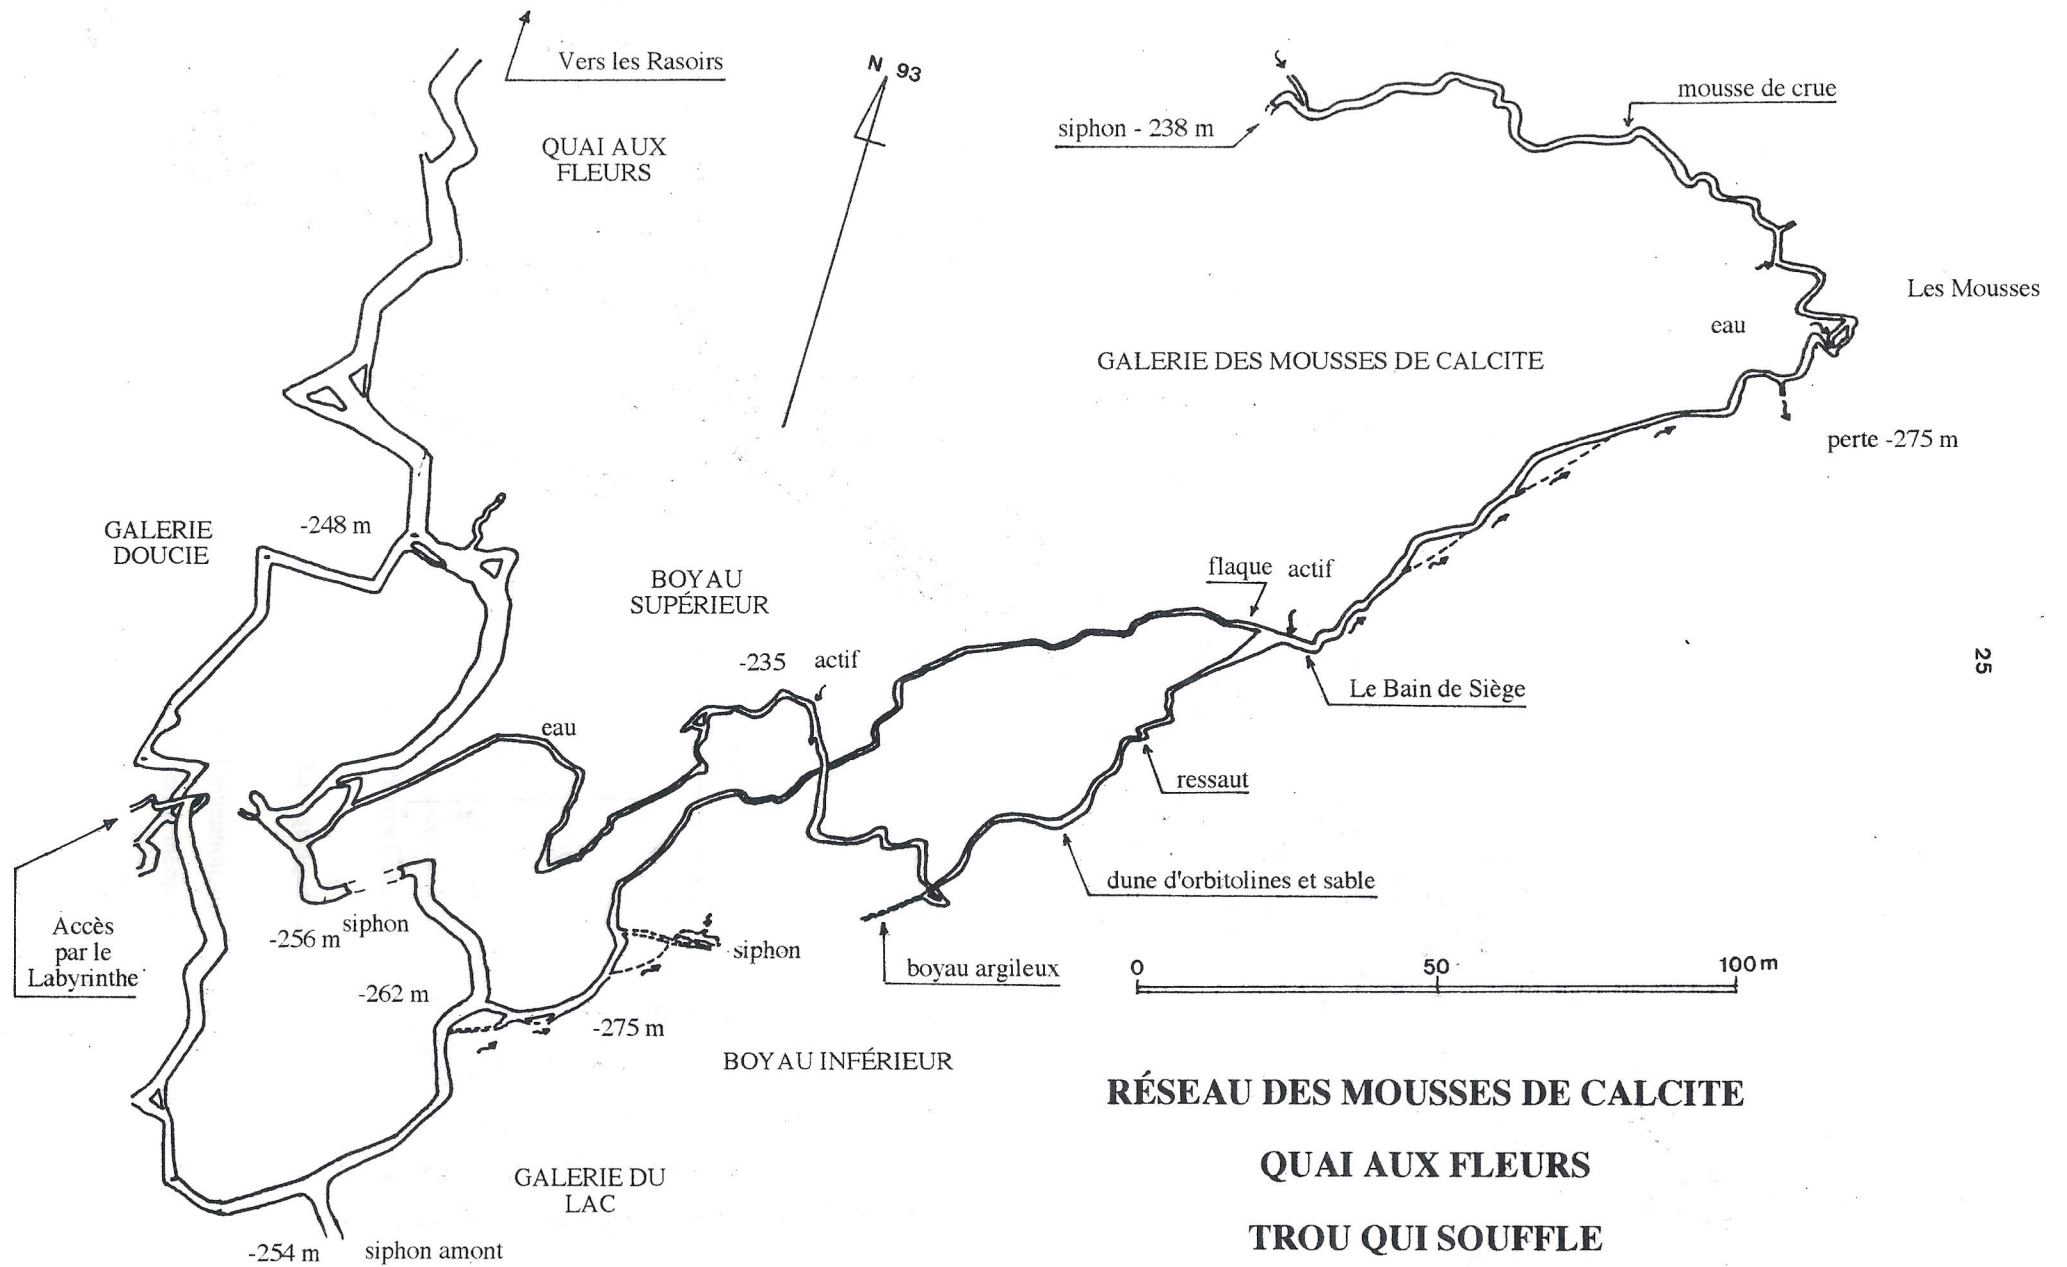 Vers les Rasoirs
N 93
QUAI AUX
FLEURS
siphon - 238 m
mousse de crue
Les Mousses
eau
GALERIE DES MOUSSES DE CALCITE
perte -275 m
GALERIE
DOUCIE
-248 m
BOYAU
SUPÉRIEUR
flaque
actif
-235
actif
Le Bain de Siège
25
eau
ressaut
dune d'orbitolines et sable
Accès
par le
Labyrinthe
-256 m
siphon
siphon
boyau argileux
-262 m
-275 m
0
50
100 m
BOYAU INFÉRIEUR
GALERIE DU
LAC
-254 m
siphon amont
RÉSEAU DES MOUSSES DE CALCITE
QUAI AUX FLEURS
TROU QUI SOUFFLE